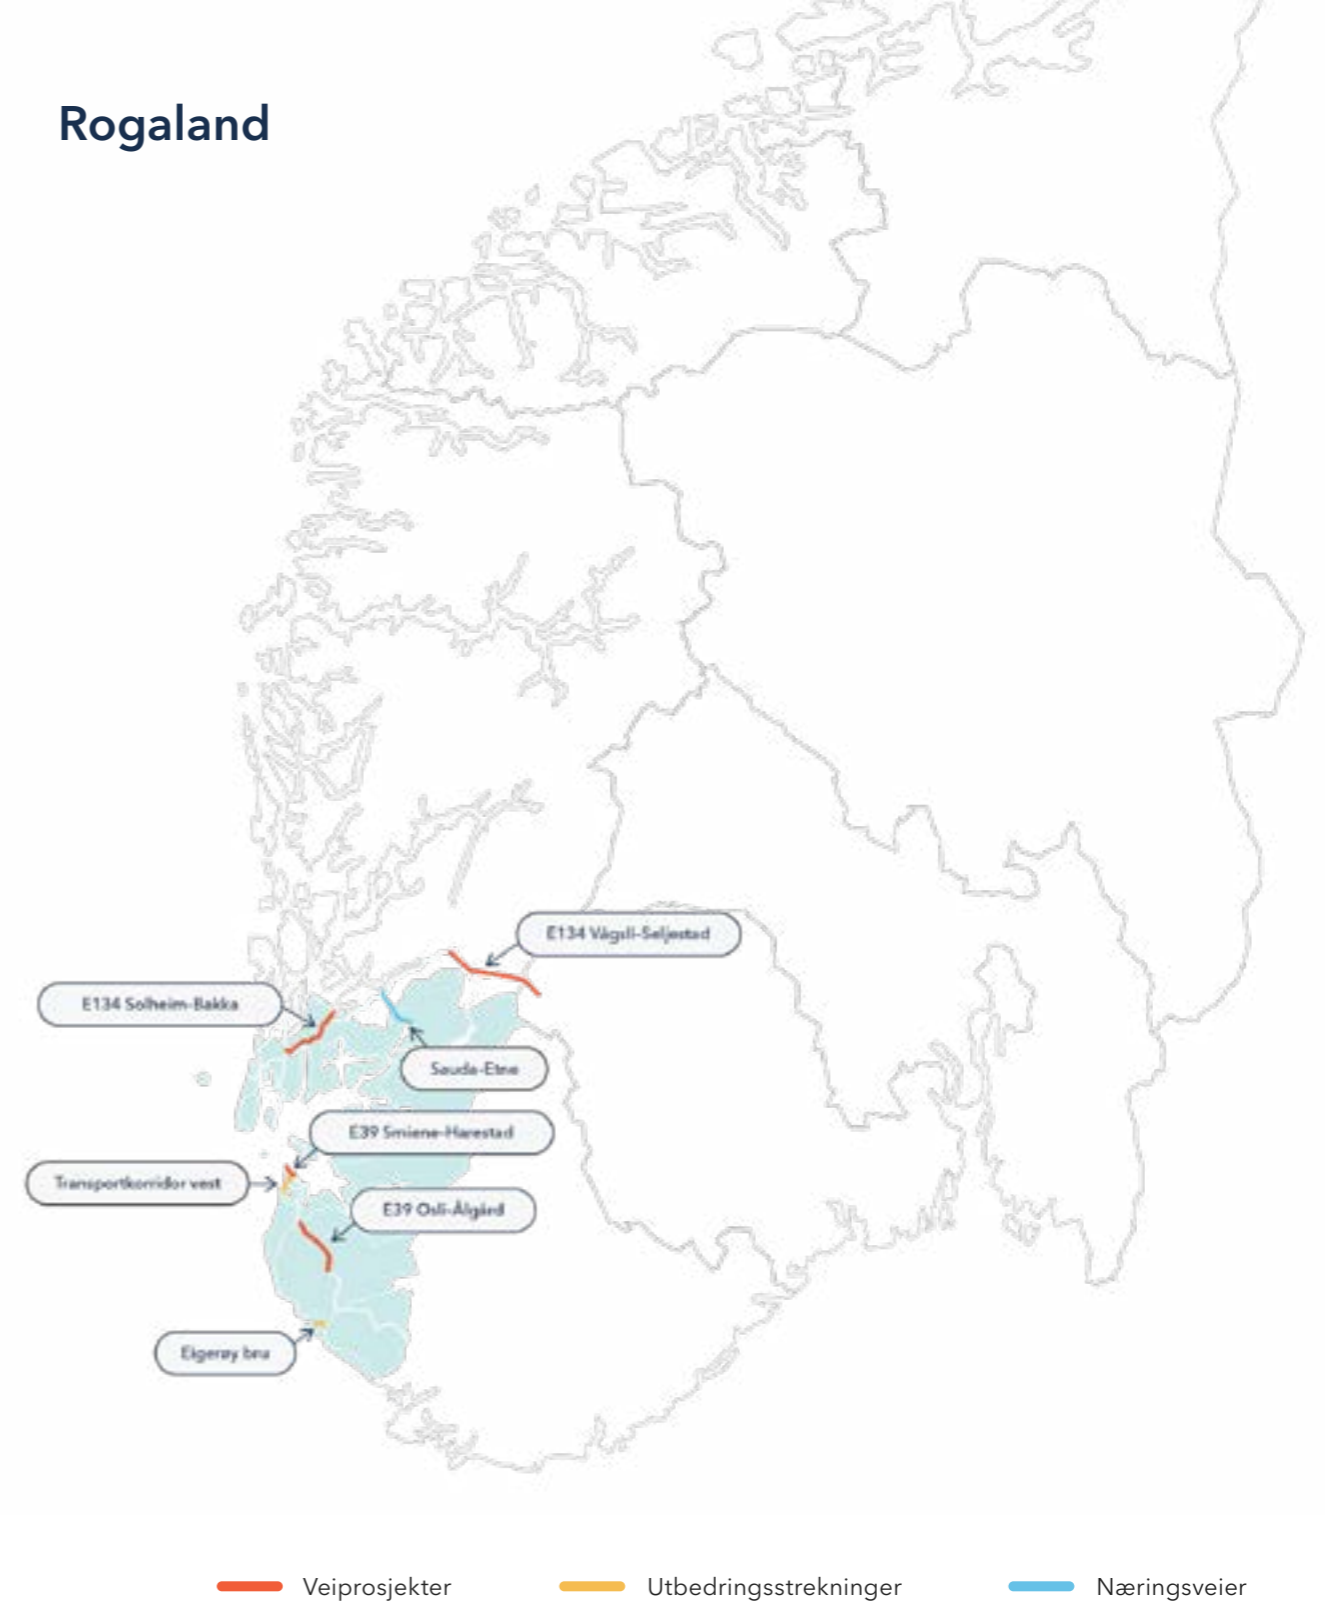 Rogaland
E134 Vågsli-Seljestad
E134 Solheim-Bakka
Sauda-Etne
E39 Smiene-Harestad
Transportkorridor vest
E39 Osli-Ålgård
Eigerøy bru
Veiprosjekter
Utbedringsstrekninger
Næringsveier